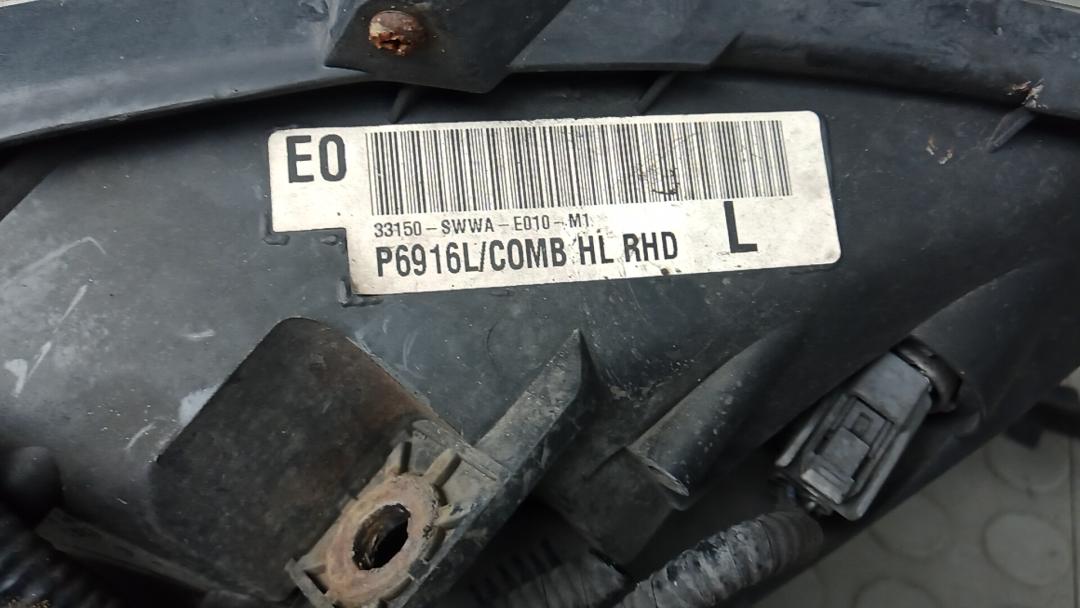 E0
33150-SWWA-E010-M1
P6916L/COMB HL RHD
L